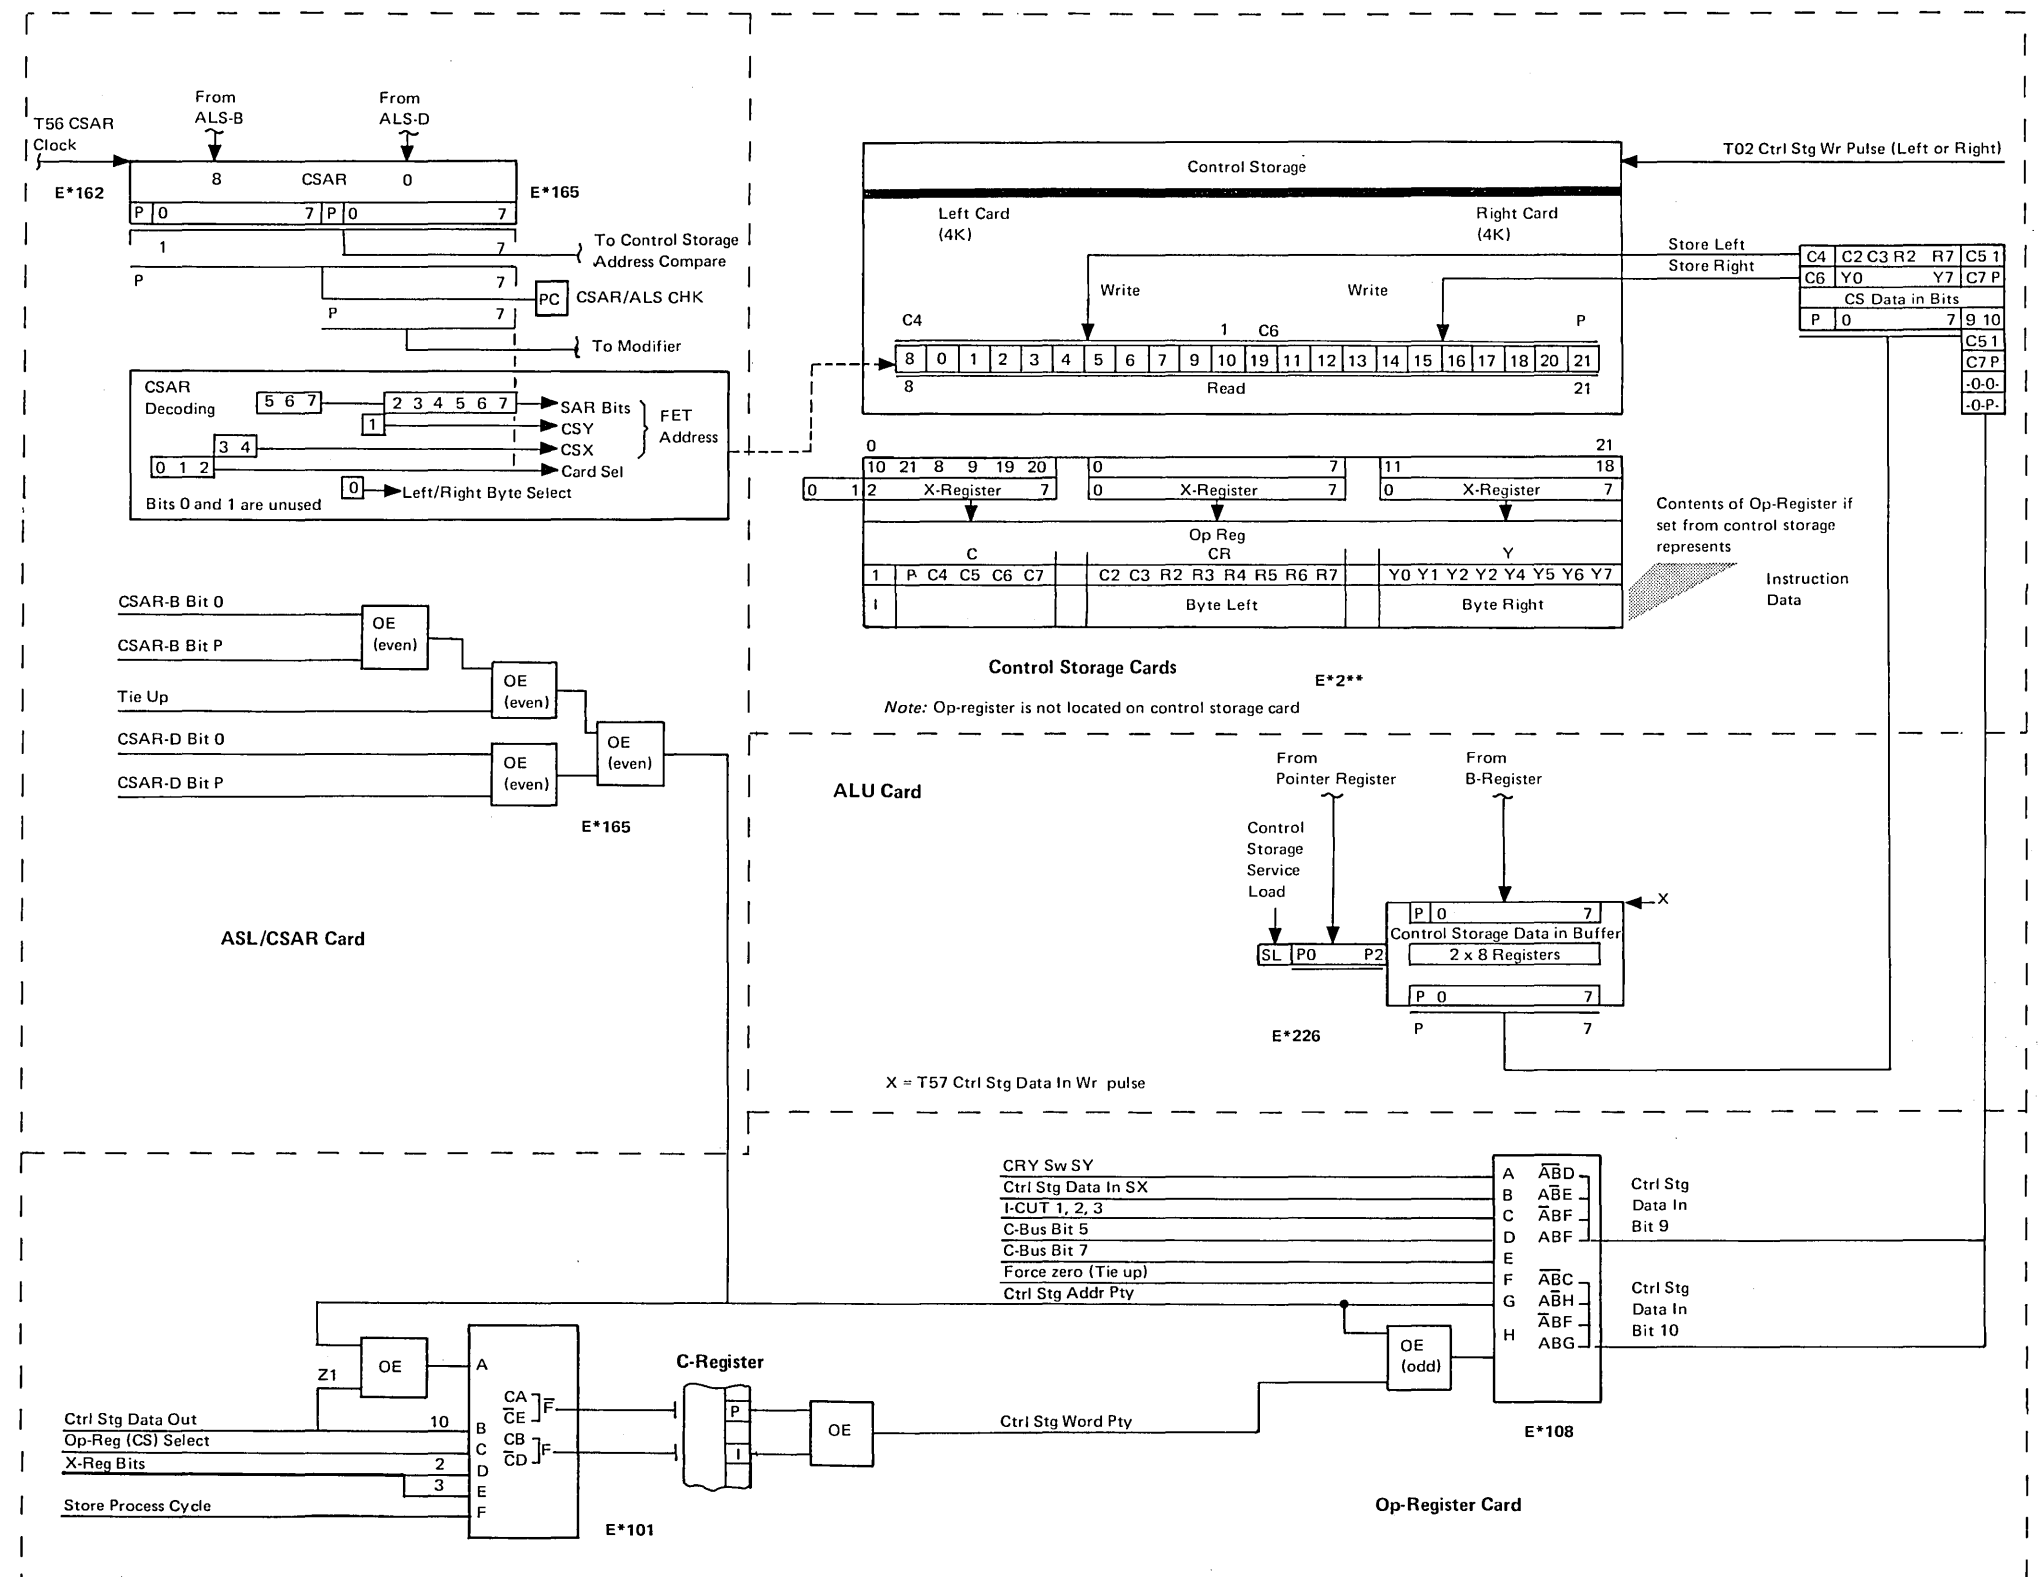 T56 CSAR
Clock
From
ALS-B
From
ALS-D
8 CSAR 0
E*162
E*165
P 0 7 P 0 7
1 7
To Control Storage
Address Compare
P 7
PC CSAR/ALS CHK
P 7
To Modifier
CSAR
Decoding
5 6 7
2 3 4 5 6 7
SAR Bits
1
CSY
FET
Address
3 4
CSX
0 1 2
Card Sel
0
Left/Right Byte Select
Bits 0 and 1 are unused
CSAR-B Bit 0
CSAR-B Bit P
OE
(even)
Tie Up
OE
(even)
CSAR-D Bit 0
CSAR-D Bit P
OE
(even)
OE
(even)
E*165
ASL/CSAR Card
Control Storage
T02 Ctrl Stg Wr Pulse (Left or Right)
Left Card
(4K)
Right Card
(4K)
Store Left
Store Right
Write
Write
C4 1 C6 P
8 0 1 2 3 4 5 6 7 9 10 19 11 12 13 14 15 16 17 18 20 21
8 Read 21
C4 C2 C3 R2 R7 C5 1
C6 Y0 Y7 C7 P
CS Data in Bits
P 0 7 9 10
C5 1
C7 P
-0-0-
-0-P-
0 21
10 21 8 9 19 20
0 7
11 18
0 1 2 X-Register 7
0 X-Register 7
0 X-Register 7
Op Reg
C CR Y
1 P C4 C5 C6 C7
C2 C3 R2 R3 R4 R5 R6 R7
Y0 Y1 Y2 Y2 Y4 Y5 Y6 Y7
I
Byte Left
Byte Right
Contents of Op-Register if
set from control storage
represents
Instruction
Data
Control Storage Cards
E*2**
Note: Op-register is not located on control storage card
ALU Card
From
Pointer Register
From
B-Register
Control
Storage
Service
Load
X
P 0 7
Control Storage Data in Buffer
SL P0 P2
2 x 8 Registers
P 0 7
P 7
E*226
X = T57 Ctrl Stg Data In Wr pulse
CRY Sw SY
Ctrl Stg Data In SX
I-CUT 1, 2, 3
C-Bus Bit 5
C-Bus Bit 7
Force zero (Tie up)
Ctrl Stg Addr Pty
A A̅B̅D
B AB̅E
C A̅BF
D ABF
E
F A̅B̅C
G AB̅H
A̅BF
H ABG
Ctrl Stg
Data In
Bit 9
Ctrl Stg
Data In
Bit 10
OE
(odd)
E*108
Op-Register Card
OE
Z1
Ctrl Stg Data Out 10
Op-Reg (CS) Select
X-Reg Bits 2
3
Store Process Cycle
A
B
C
D
E
F
CA
C̅E F̅
CB
C̅D F
E*101
C-Register
P
I
OE
Ctrl Stg Word Pty